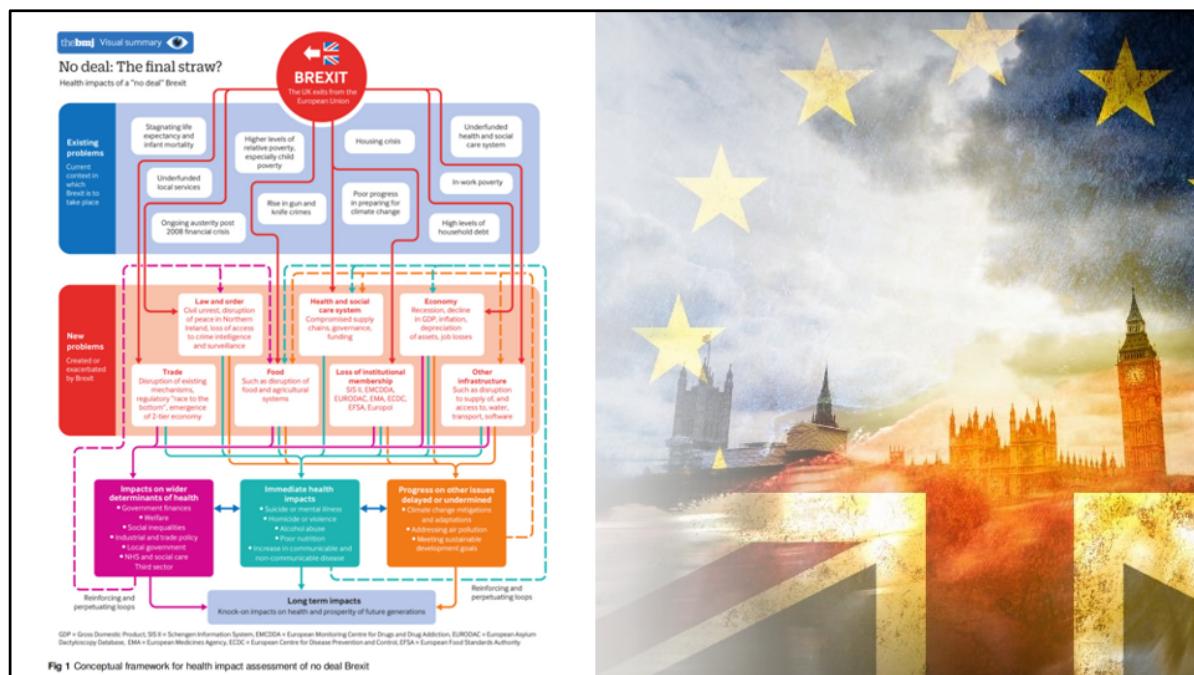 thebmj Visual summary
No deal: The final straw?
Health impacts of a "no deal" Brexit
BREXIT
The UK exits from the
European Union
Existing
problems
Current
context in
which
Brexit is to
take place
Stagnating life
expectancy and
infant mortality
Higher levels of
relative poverty,
especially child
poverty
Housing crisis
Underfunded
health and social
care system
Underfunded
local services
In-work poverty
Rise in gun and
knife crimes
Poor progress
in preparing for
climate change
Ongoing austerity post
2008 financial crisis
High levels of
household debt
New
problems
Created or
exacerbated
by Brexit
Law and order
Civil unrest, disruption
of peace in Northern
Ireland, loss of access
to crime intelligence
and surveillance
Health and social
care system
Compromised supply
chains, governance,
funding
Economy
Recession, decline
in GDP, inflation,
depreciation
of assets, job losses
Trade
Disruption of existing
mechanisms,
regulatory "race to
the bottom", emergence
of 2-tier economy
Food
Such as disruption of
food and agricultural
systems
Loss of institutional
membership
SIS II, EMCDDA,
EURODAC, EMA, ECDC,
EFSA, Europol
Other
infrastructure
Such as disruption
to supply of, and
access to, water,
transport, software
Impacts on wider
determinants of health
• Government finances
• Welfare
• Social inequalities
• Industrial and trade policy
• Local government
• NHS and social care
Third sector
Immediate health
impacts
• Suicide or mental illness
• Homicide or violence
• Alcohol abuse
• Poor nutrition
• Increase in communicable and
non-communicable disease
Progress on other issues
delayed or undermined
• Climate change mitigations
and adaptations
• Addressing air pollution
• Meeting sustainable
development goals
Reinforcing and
perpetuating loops
Reinforcing and
perpetuating loops
Long term impacts
Knock-on impacts on health and prosperity of future generations
GDP = Gross Domestic Product, SIS II = Schengen Information System, EMCDDA = European Monitoring Centre for Drugs and Drug Addiction, EURODAC = European Asylum
Dactyloscopy Database, EMA = European Medicines Agency, ECDC = European Centre for Disease Prevention and Control, EFSA = European Food Standards Authority
Fig 1 Conceptual framework for health impact assessment of no deal Brexit